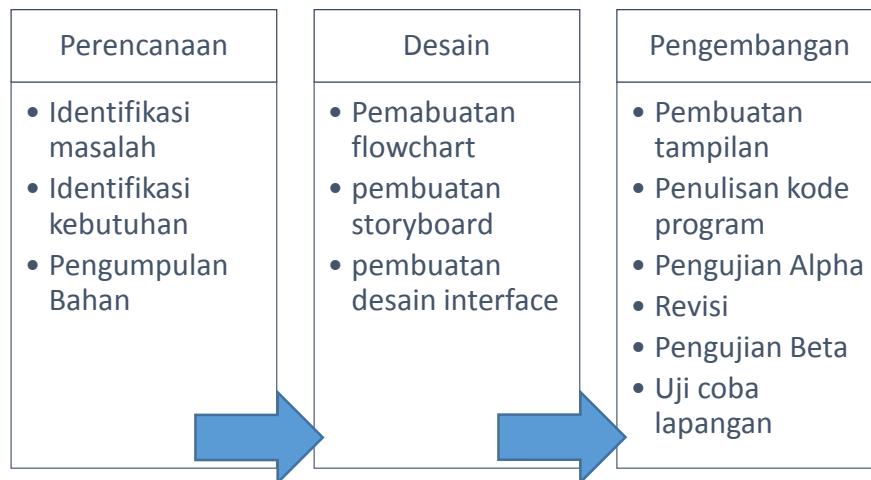 Perencanaan
• Identifikasi
masalah
• Identifikasi
kebutuhan
• Pengumpulan
Bahan
Desain
• Pemabuatan
flowchart
• pembuatan
storyboard
• pembuatan
desain interface
Pengembangan
• Pembuatan
tampilan
• Penulisan kode
program
• Pengujian Alpha
• Revisi
• Pengujian Beta
• Uji coba
lapangan